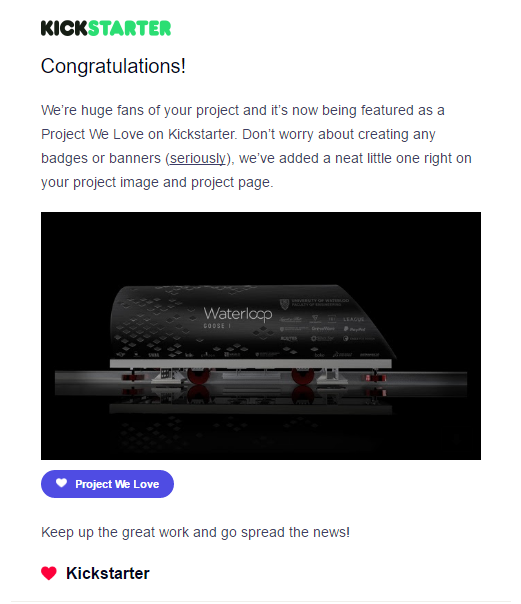 KICKSTARTER
Congratulations!
We're huge fans of your project and it's now being featured as a
Project We Love on Kickstarter. Don't worry about creating any
badges or banners (seriously), we've added a neat little one right on
your project image and project page.
Waterloop
GOOSE I
UNIVERSITY OF WATERLOO
Project We Love
Keep up the great work and go spread the news!
Kickstarter